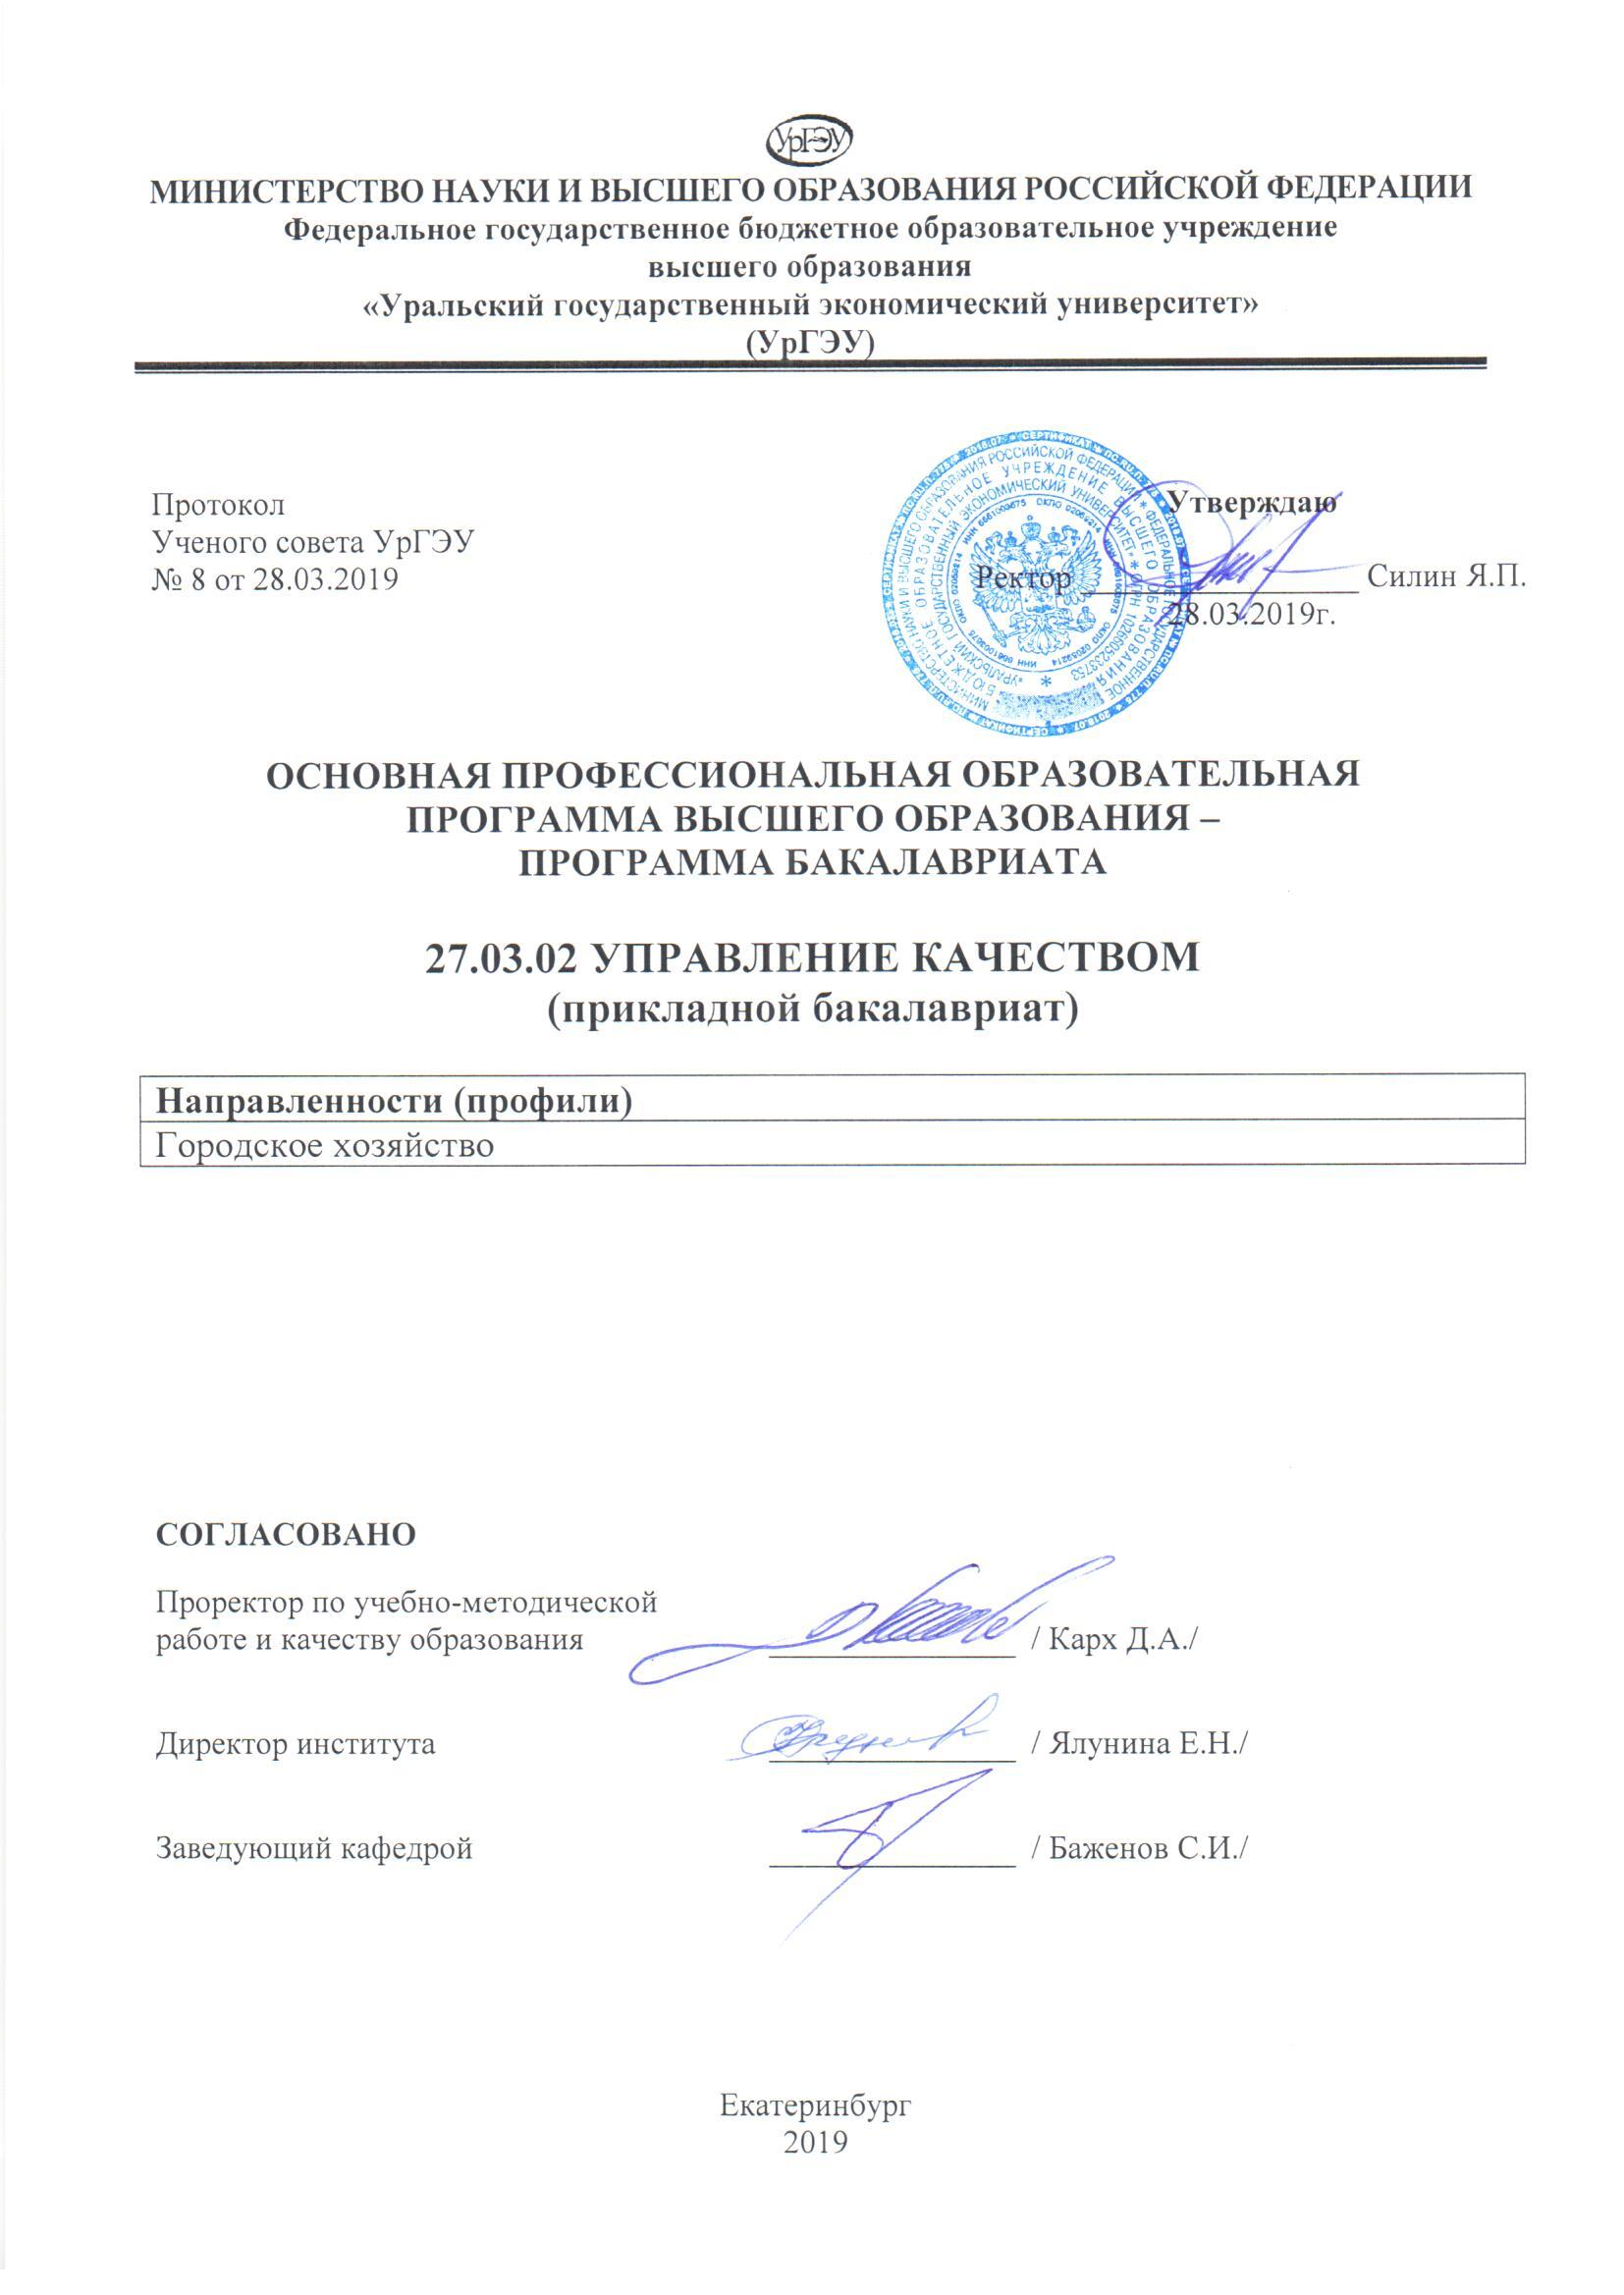 УрГЭУ
МИНИСТЕРСТВО НАУКИ И ВЫСШЕГО ОБРАЗОВАНИЯ РОССИЙСКОЙ ФЕДЕРАЦИИ
Федеральное государственное бюджетное образовательное учреждение
высшего образования
«Уральский государственный экономический университет»
(УрГЭУ)
Протокол
Ученого совета УрГЭУ
№ 8 от 28.03.2019
Утверждаю
Ректор Силин Я.П.
28.03.2019г.
ОСНОВНАЯ ПРОФЕССИОНАЛЬНАЯ ОБРАЗОВАТЕЛЬНАЯ
ПРОГРАММА ВЫСШЕГО ОБРАЗОВАНИЯ –
ПРОГРАММА БАКАЛАВРИАТА
27.03.02 УПРАВЛЕНИЕ КАЧЕСТВОМ
(прикладной бакалавриат)
Направленности (профили)
Городское хозяйство
СОГЛАСОВАНО
Проректор по учебно-методической
работе и качеству образования / Карх Д.А./
Директор института / Ялунина Е.Н./
Заведующий кафедрой / Баженов С.И./
Екатеринбург
2019